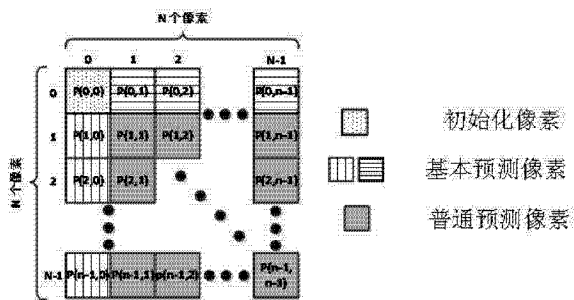 N个像素
0 1 2 N-1
N个像素
0 P(0,0) P(0,1) P(0,2) P(0,n-1)
初始化像素
1 P(1,0) P(1,1) P(1,2) P(1,n-1)
基本预测像素
2 P(2,0) P(2,1) P(2,n-1)
普通预测像素
N-1 P(n-1,0) P(n-1,1) p(n-1,2) P(n-1,
n-1)